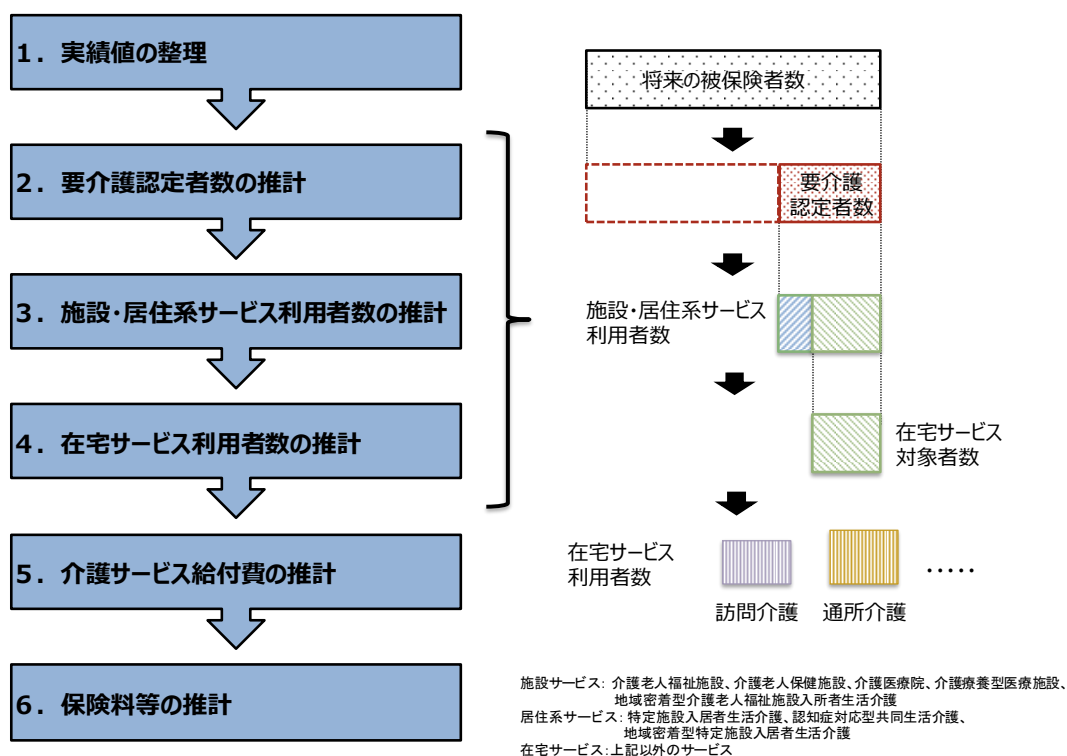 1．実績値の整理
2．要介護認定者数の推計
3．施設・居住系サービス利用者数の推計
4．在宅サービス利用者数の推計
5．介護サービス給付費の推計
6．保険料等の推計
将来の被保険者数
要介護
認定者数
施設・居住系サービス
利用者数
在宅サービス
対象者数
在宅サービス
利用者数
訪問介護
通所介護
・・・・・
施設サービス：介護老人福祉施設、介護老人保健施設、介護医療院、介護療養型医療施設、
地域密着型介護老人福祉施設入所者生活介護
居住系サービス：特定施設入居者生活介護、認知症対応型共同生活介護、
地域密着型特定施設入居者生活介護
在宅サービス：上記以外のサービス